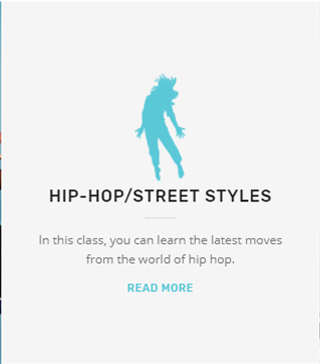 HIP-HOP/STREET STYLES
In this class, you can learn the latest moves
from the world of hip hop.
READ MORE